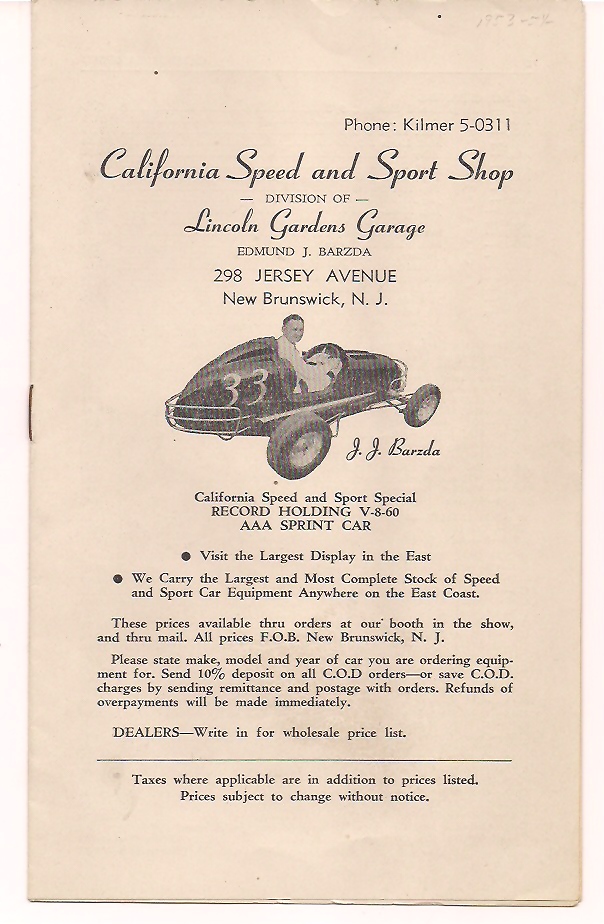 1953-54
Phone: Kilmer 5-0311
California Speed and Sport Shop
— DIVISION OF —
Lincoln Gardens Garage
EDMUND J. BARZDA
298 JERSEY AVENUE
New Brunswick, N. J.
33
J. J. Barzda
California Speed and Sport Special
RECORD HOLDING V-8-60
AAA SPRINT CAR
● Visit the Largest Display in the East
● We Carry the Largest and Most Complete Stock of Speed
and Sport Car Equipment Anywhere on the East Coast.
These prices available thru orders at our booth in the show,
and thru mail. All prices F.O.B. New Brunswick, N. J.
Please state make, model and year of car you are ordering equip-
ment for. Send 10% deposit on all C.O.D orders—or save C.O.D.
charges by sending remittance and postage with orders. Refunds of
overpayments will be made immediately.
DEALERS—Write in for wholesale price list.
Taxes where applicable are in addition to prices listed.
Prices subject to change without notice.